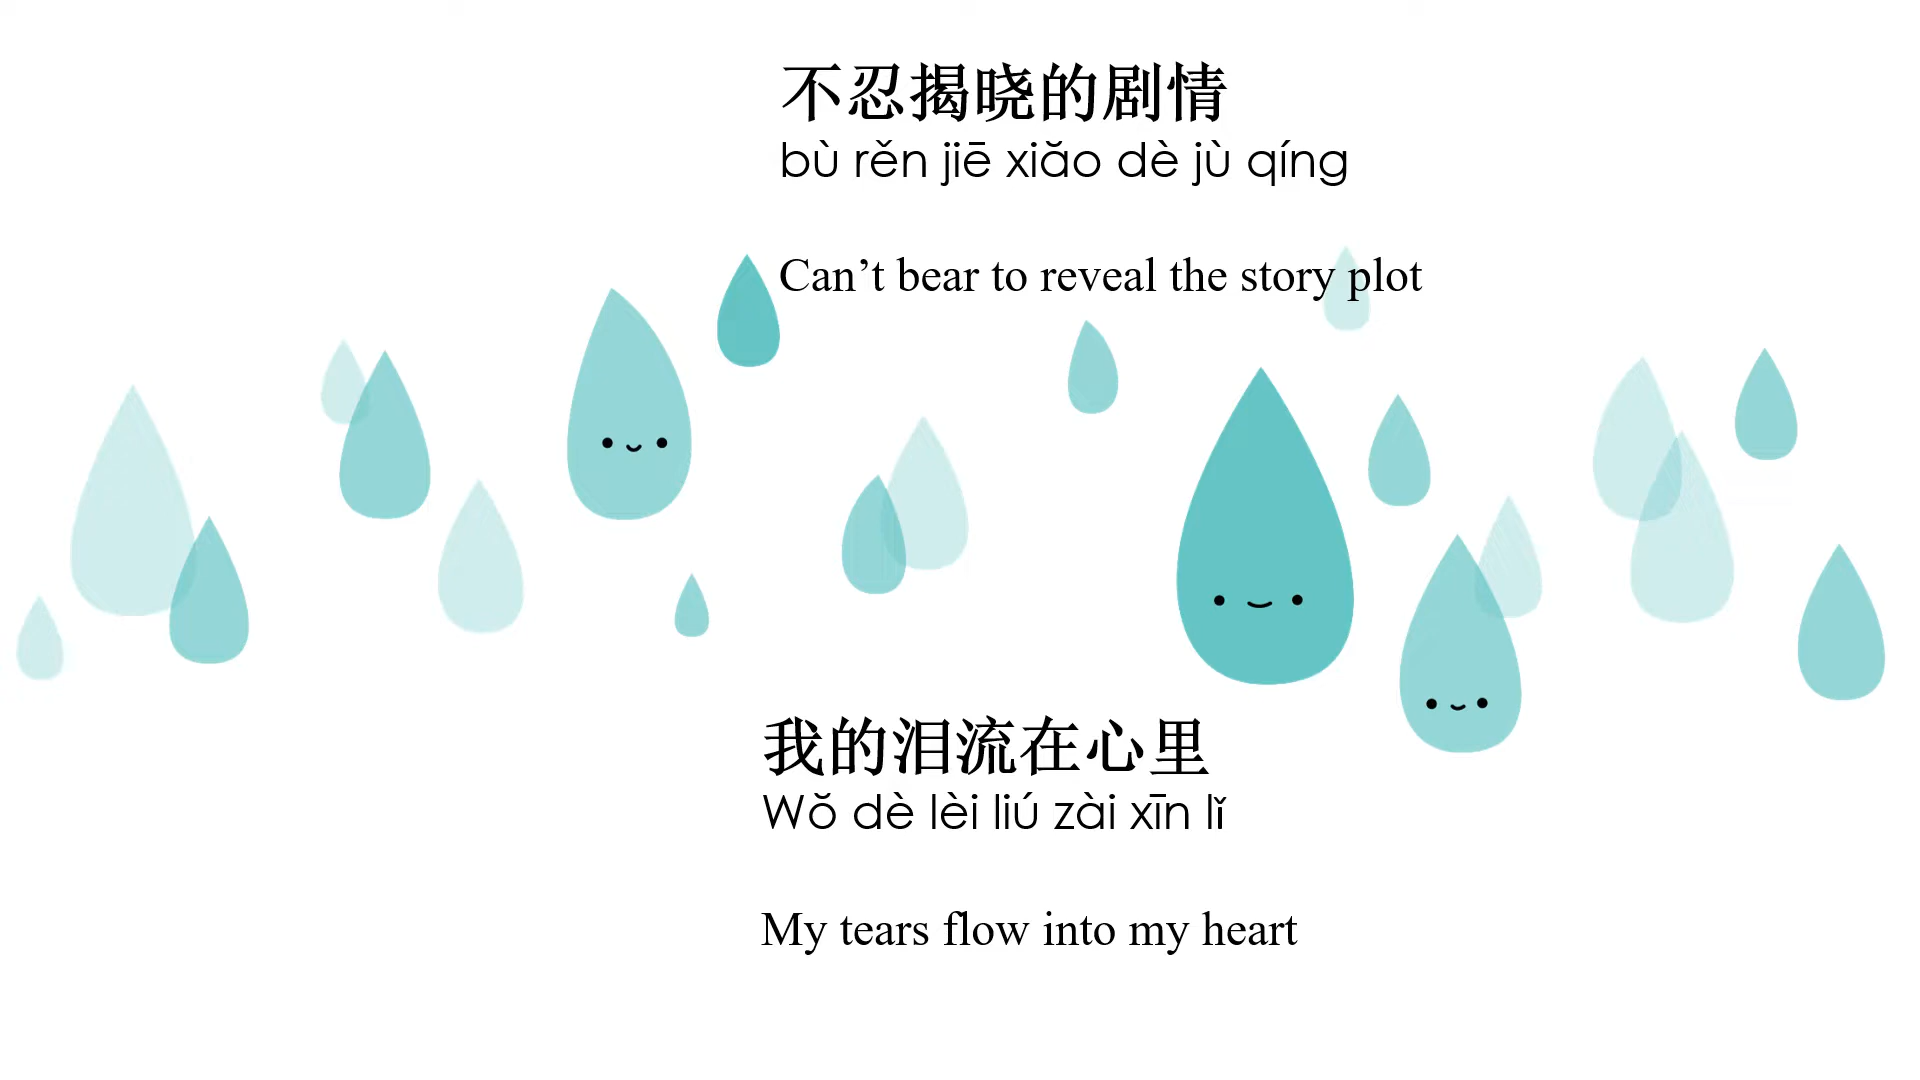 不忍揭晓的剧情
bù rěn jiē xiăo dè jù qíng
Can’t bear to reveal the story plot
我的泪流在心里
Wŏ dè lèi liú zài xīn lǐ
My tears flow into my heart